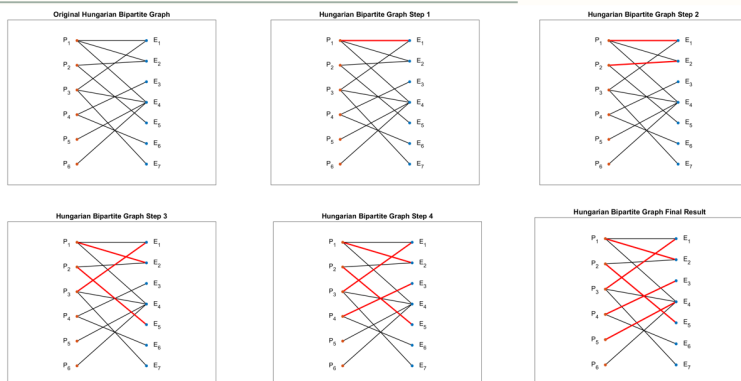 Original Hungarian Bipartite Graph
P1 E1
P2 E2
P3 E3
P4 E4
P5 E5
P6 E6
E7
Hungarian Bipartite Graph Step 1
P1 E1
P2 E2
P3 E3
P4 E4
P5 E5
P6 E6
E7
Hungarian Bipartite Graph Step 2
P1 E1
P2 E2
P3 E3
P4 E4
P5 E5
P6 E6
E7
Hungarian Bipartite Graph Step 3
P1 E1
P2 E2
P3 E3
P4 E4
P5 E5
P6 E6
E7
Hungarian Bipartite Graph Step 4
P1 E1
P2 E2
P3 E3
P4 E4
P5 E5
P6 E6
E7
Hungarian Bipartite Graph Final Result
P1 E1
P2 E2
P3 E3
P4 E4
P5 E5
P6 E6
E7